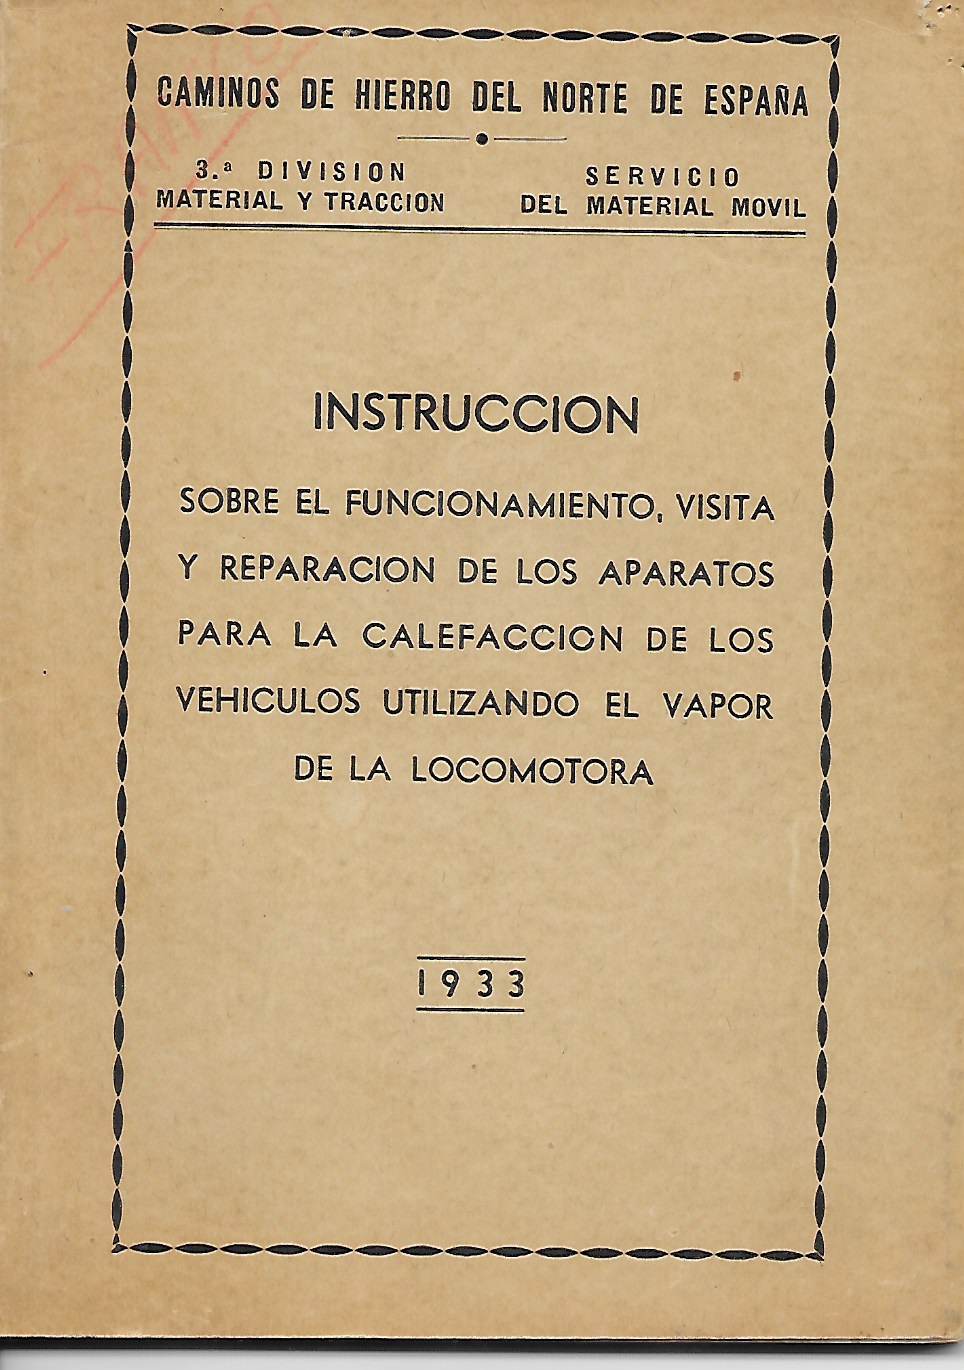 CAMINOS DE HIERRO DEL NORTE DE ESPAÑA
3.ª DIVISION
MATERIAL Y TRACCION
SERVICIO
DEL MATERIAL MOVIL
INSTRUCCION
SOBRE EL FUNCIONAMIENTO, VISITA
Y REPARACION DE LOS APARATOS
PARA LA CALEFACCION DE LOS
VEHICULOS UTILIZANDO EL VAPOR
DE LA LOCOMOTORA
1933